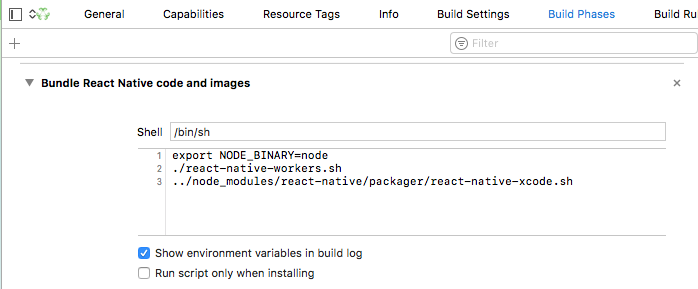 General Capabilities Resource Tags Info Build Settings Build Phases Build Ru
Filter
Bundle React Native code and images
Shell /bin/sh
1 export NODE_BINARY=node
2 ./react-native-workers.sh
3 ../node_modules/react-native/packager/react-native-xcode.sh
Show environment variables in build log
Run script only when installing